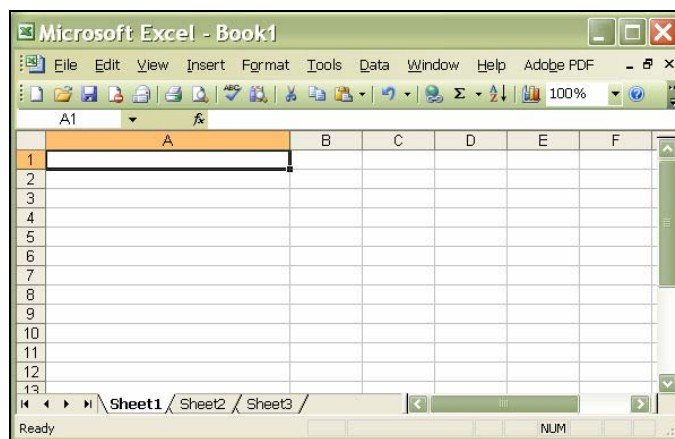 Microsoft Excel - Book1
File Edit View Insert Format Tools Data Window Help Adobe PDF
ABC Σ A Z 100% ?
A1 fx
A B C D E F
1
2
3
4
5
6
7
8
9
10
11
12
13
Sheet1 Sheet2 Sheet3
Ready NUM